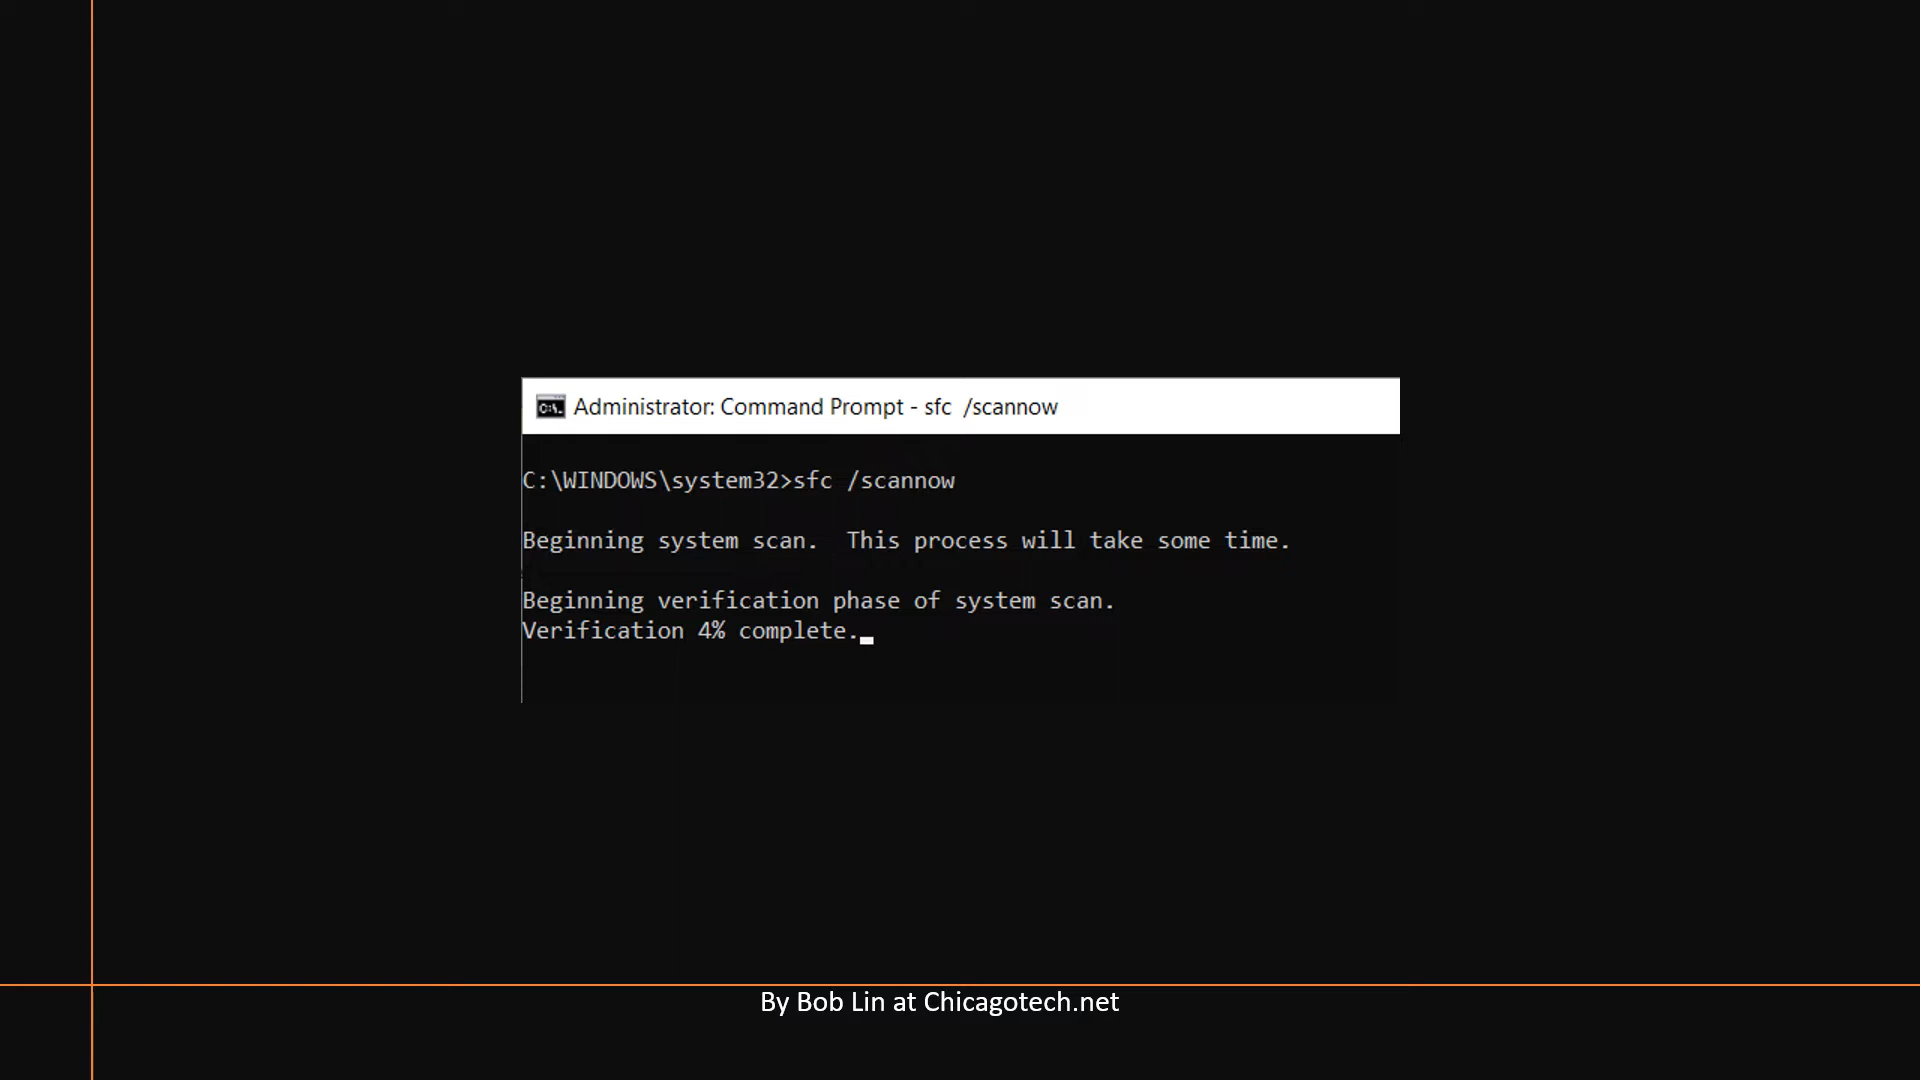 Administrator: Command Prompt - sfc  /scannow
C:\WINDOWS\system32>sfc /scannow
Beginning system scan.  This process will take some time.
Beginning verification phase of system scan.
Verification 4% complete.
By Bob Lin at Chicagotech.net